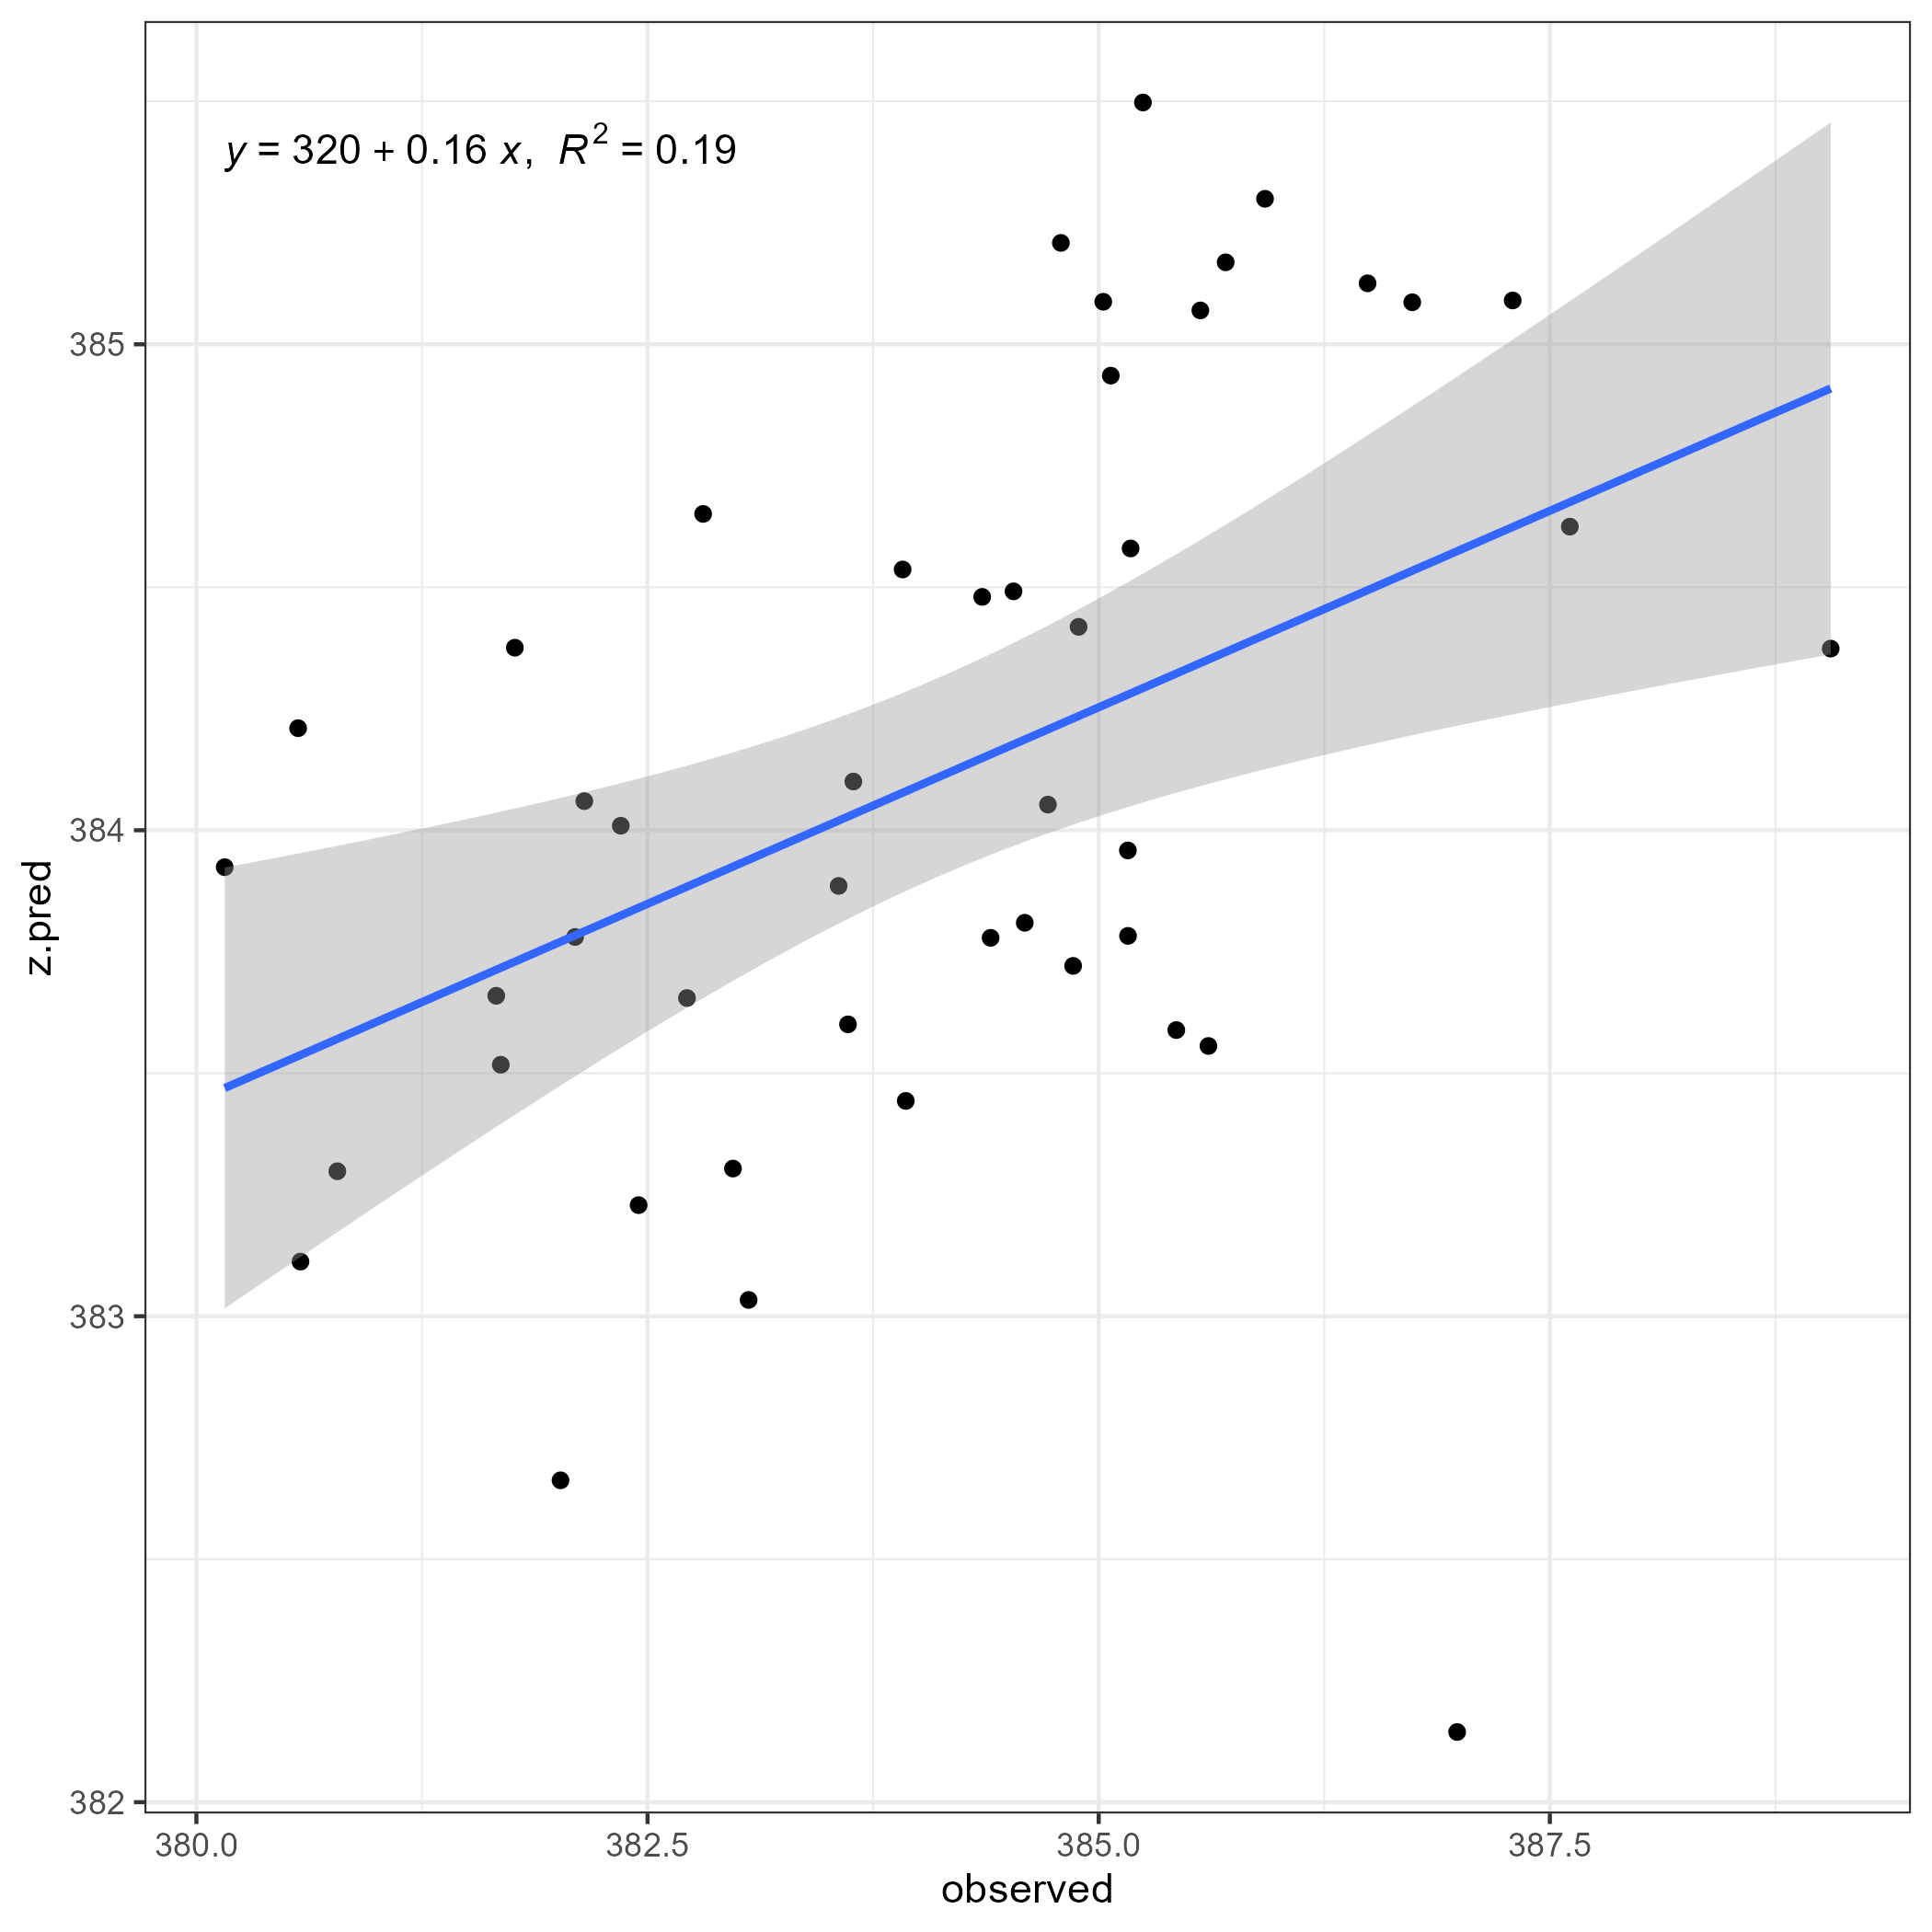 y = 320 + 0.16 x, R² = 0.19
385
384
383
382
z.pred
380.0 382.5 385.0 387.5
observed